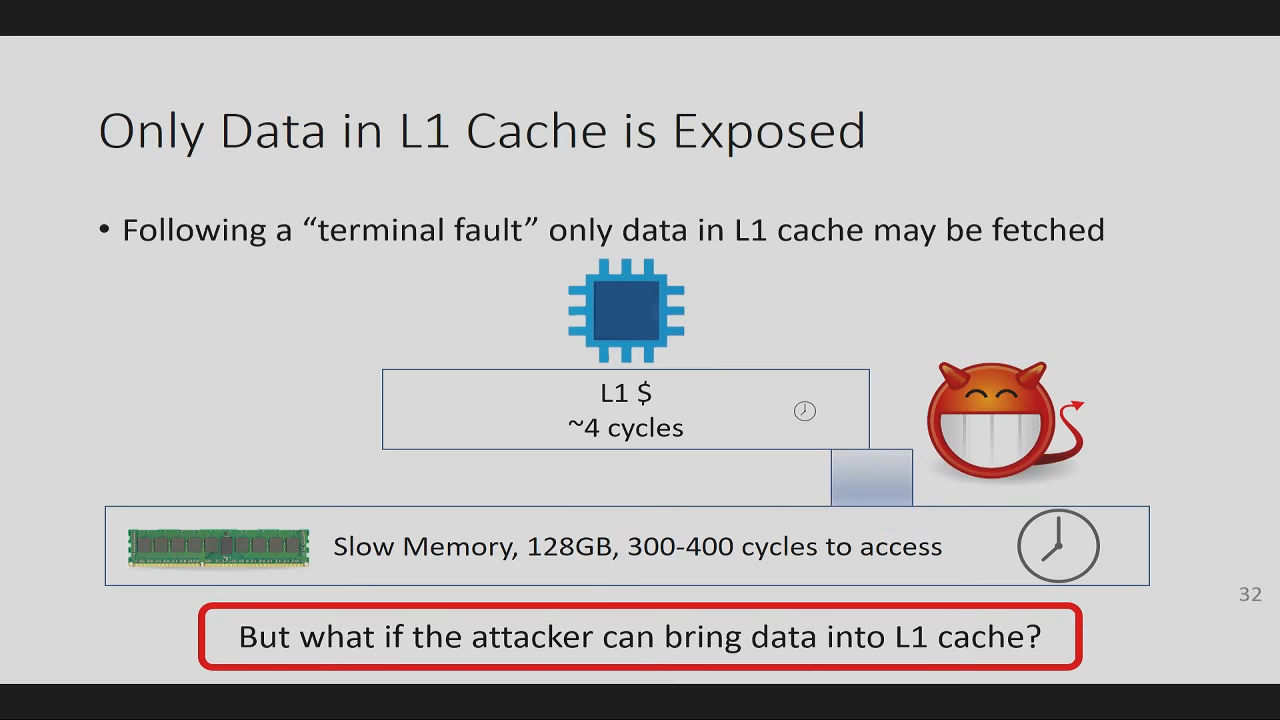 Only Data in L1 Cache is Exposed
• Following a “terminal fault” only data in L1 cache may be fetched
L1 $
~4 cycles
Slow Memory, 128GB, 300-400 cycles to access
32
But what if the attacker can bring data into L1 cache?